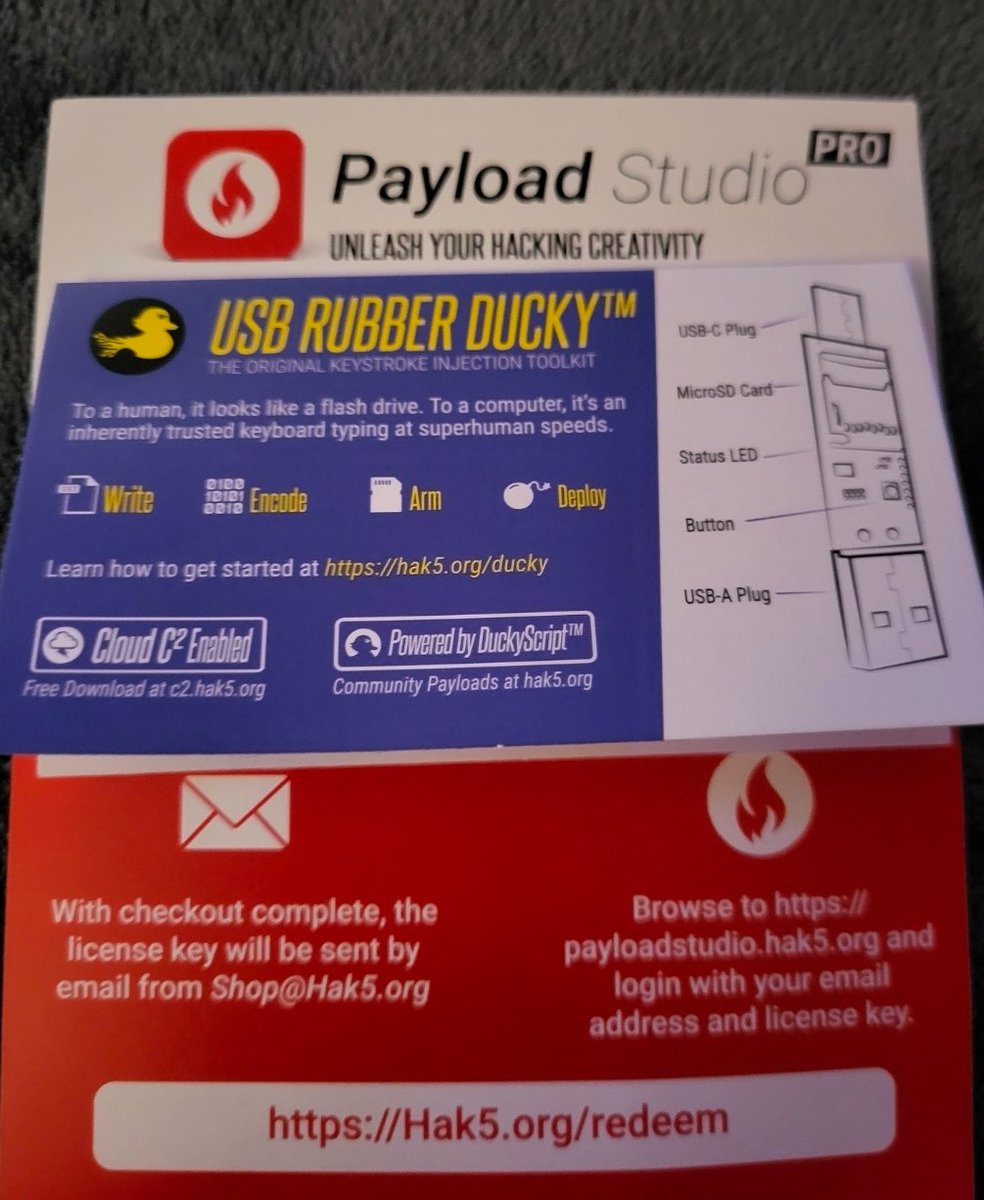 Payload Studio PRO
UNLEASH YOUR HACKING CREATIVITY
USB RUBBER DUCKY™
THE ORIGINAL KEYSTROKE INJECTION TOOLKIT
To a human, it looks like a flash drive. To a computer, it's an
inherently trusted keyboard typing at superhuman speeds.
Write
0100
10101
0010
Encode
Arm
Deploy
Learn how to get started at https://hak5.org/ducky
Cloud C² Enabled
Free Download at c2.hak5.org
Powered by DuckyScript™
Community Payloads at hak5.org
USB-C Plug
MicroSD Card
Status LED
Button
USB-A Plug
With checkout complete, the
license key will be sent by
email from Shop@Hak5.org
Browse to https://
payloadstudio.hak5.org and
login with your email
address and license key.
https://Hak5.org/redeem